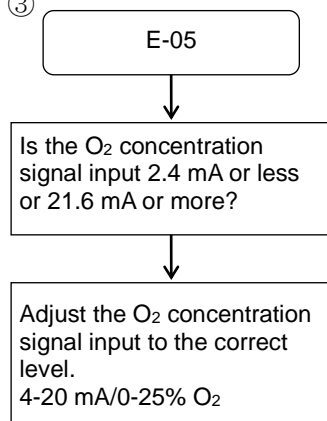 ③
E-05
Is the O₂ concentration
signal input 2.4 mA or less
or 21.6 mA or more?
Adjust the O₂ concentration
signal input to the correct
level.
4-20 mA/0-25% O₂